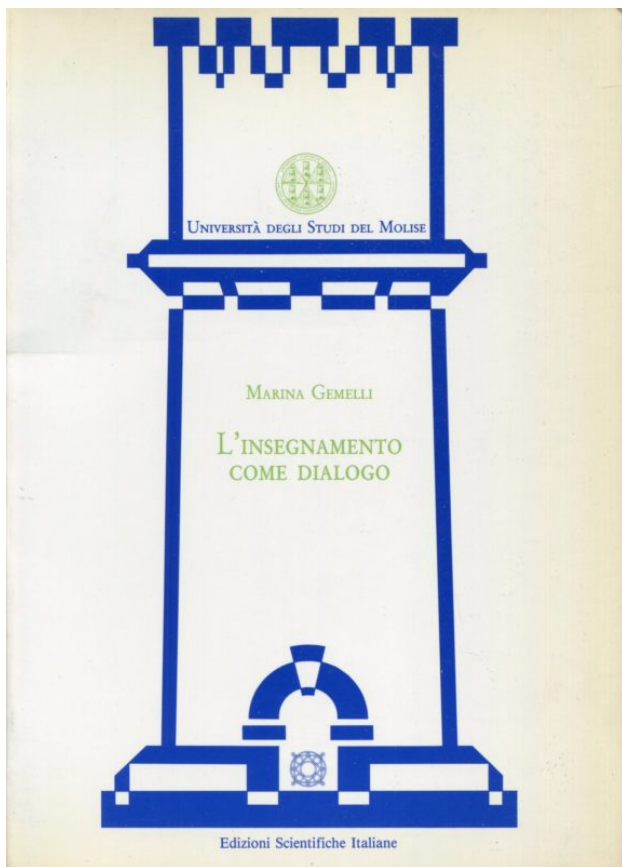 UNIVERSITÀ DEGLI STUDI DEL MOLISE
MARINA GEMELLI
L'INSEGNAMENTO
COME DIALOGO
Edizioni Scientifiche Italiane